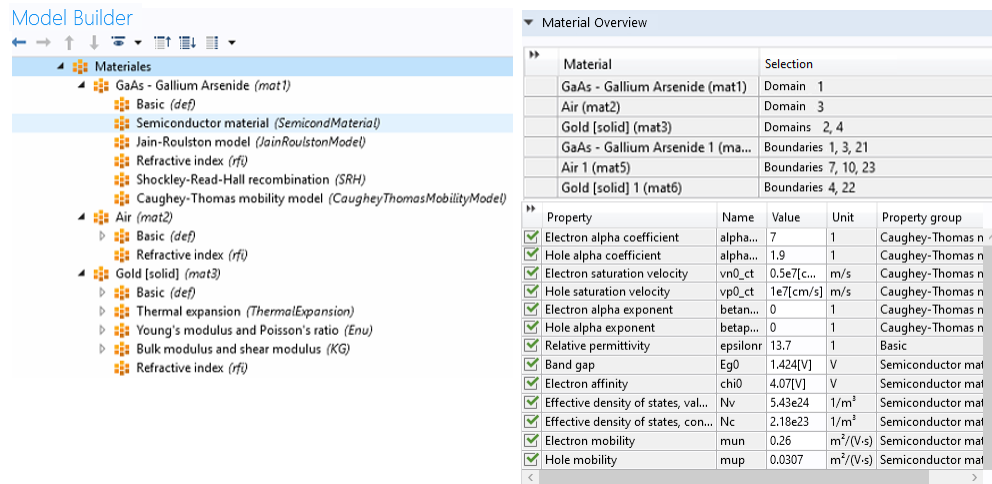 Model Builder
Materiales
GaAs - Gallium Arsenide (mat1)
Basic (def)
Semiconductor material (SemicondMaterial)
Jain-Roulston model (JainRoulstonModel)
Refractive index (rfi)
Shockley-Read-Hall recombination (SRH)
Caughey-Thomas mobility model (CaugheyThomasMobilityModel)
Air (mat2)
Basic (def)
Refractive index (rfi)
Gold [solid] (mat3)
Basic (def)
Thermal expansion (ThermalExpansion)
Young's modulus and Poisson's ratio (Enu)
Bulk modulus and shear modulus (KG)
Refractive index (rfi)
Material Overview
Material Selection
GaAs - Gallium Arsenide (mat1) Domain 1
Air (mat2) Domain 3
Gold [solid] (mat3) Domains 2, 4
GaAs - Gallium Arsenide 1 (ma... Boundaries 1, 3, 21
Air 1 (mat5) Boundaries 7, 10, 23
Gold [solid] 1 (mat6) Boundaries 4, 22
Property Name Value Unit Property group
Electron alpha coefficient alpha... 7 1 Caughey-Thomas m
Hole alpha coefficient alpha... 1.9 1 Caughey-Thomas m
Electron saturation velocity vn0_ct 0.5e7[c... m/s Caughey-Thomas m
Hole saturation velocity vp0_ct 1e7[cm/s] m/s Caughey-Thomas m
Electron alpha exponent betan... 0 1 Caughey-Thomas m
Hole alpha exponent betap... 0 1 Caughey-Thomas m
Relative permittivity epsilonr 13.7 1 Basic
Band gap Eg0 1.424[V] V Semiconductor mat
Electron affinity chi0 4.07[V] V Semiconductor mat
Effective density of states, val... Nv 5.43e24 1/m³ Semiconductor mat
Effective density of states, con... Nc 2.18e23 1/m³ Semiconductor mat
Electron mobility mun 0.26 m²/(V·s) Semiconductor mat
Hole mobility mup 0.0307 m²/(V·s) Semiconductor mat